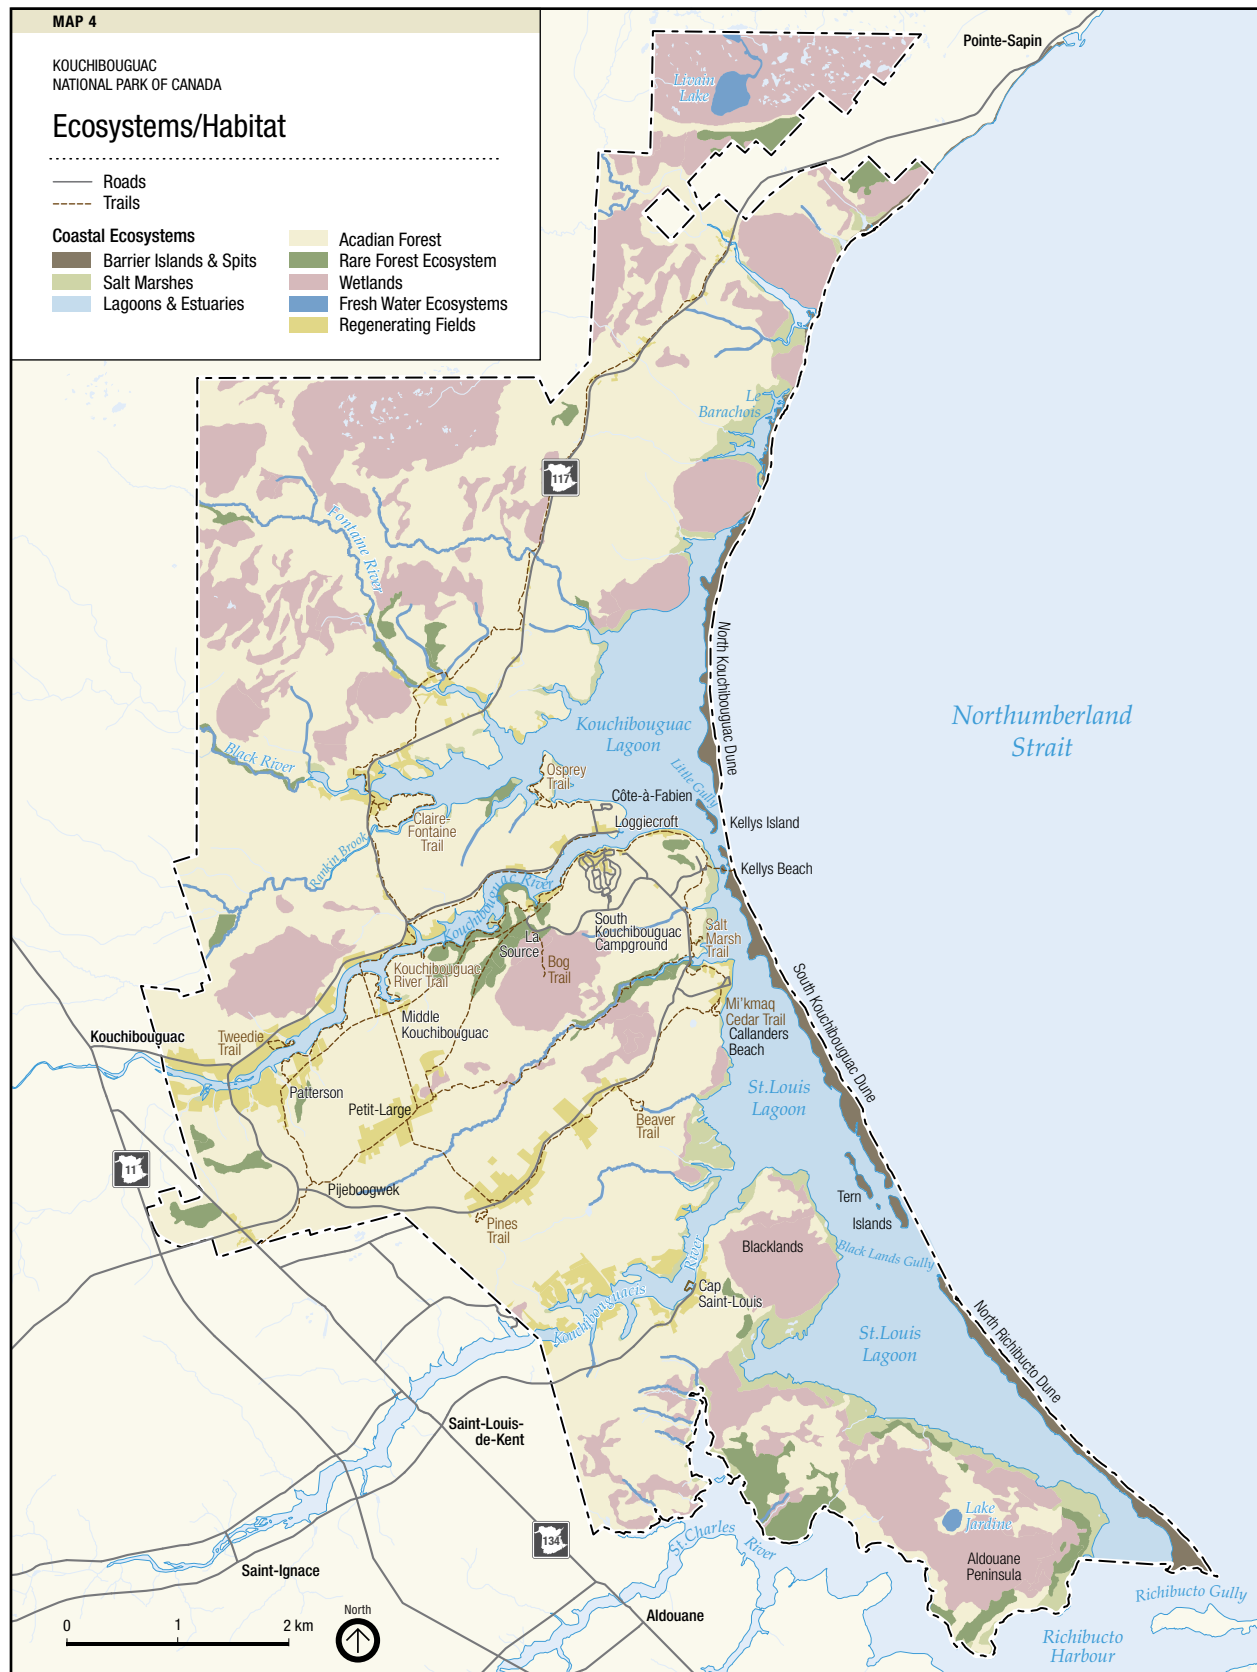 MAP 4
KOUCHIBOUGUAC
NATIONAL PARK OF CANADA
Ecosystems/Habitat
Roads
Trails
Coastal Ecosystems
Barrier Islands & Spits
Salt Marshes
Lagoons & Estuaries
Acadian Forest
Rare Forest Ecosystem
Wetlands
Fresh Water Ecosystems
Regenerating Fields
Pointe-Sapin
Licuin
Lake
Le
Barachois
117
Fontaine River
North Kouchibouguac Dune
Northumberland
Strait
Kouchibouguac
Lagoon
Black River
Osprey
Trail
Little Gully
Côte-à-Fabien
Loggiecroft
Kellys Island
Claire-
Fontaine
Trail
Rankin Brook
Kellys Beach
Kouchibouguac River
South
Kouchibouguac
Campground
Salt
Marsh
Trail
La
Source
Bog
Trail
Kouchibouguac
River Trail
South Kouchibouguac Dune
Middle
Kouchibouguac
Mi'kmaq
Cedar Trail
Callanders
Beach
Kouchibouguac
Tweedie
Trail
Patterson
Petit-Large
St.Louis
Lagoon
Beaver
Trail
11
Pijeboogwek
Tern
Islands
Pines
Trail
Blacklands
Black Lands Gully
Kouchibouguacis
River
Cap
Saint-Louis
North Richibucto Dune
St.Louis
Lagoon
Saint-Louis-
de-Kent
Lake
Jardine
134
St.Charles
River
Saint-Ignace
Aldouane
Peninsula
Richibucto Gully
Aldouane
Richibucto
Harbour
North
0
1
2 km